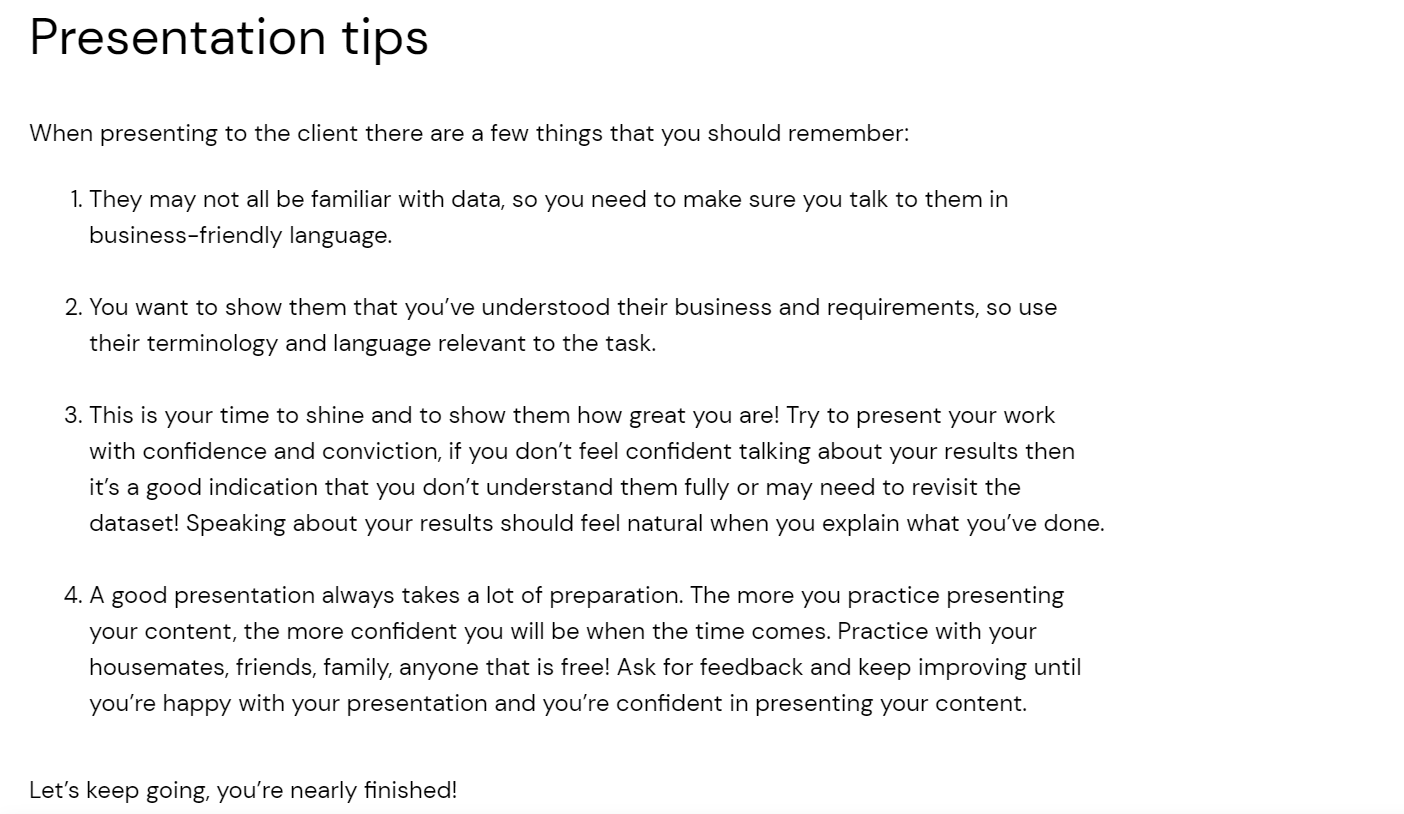 Presentation tips
When presenting to the client there are a few things that you should remember:
1. They may not all be familiar with data, so you need to make sure you talk to them in
business-friendly language.
2. You want to show them that you’ve understood their business and requirements, so use
their terminology and language relevant to the task.
3. This is your time to shine and to show them how great you are! Try to present your work
with confidence and conviction, if you don’t feel confident talking about your results then
it’s a good indication that you don’t understand them fully or may need to revisit the
dataset! Speaking about your results should feel natural when you explain what you’ve done.
4. A good presentation always takes a lot of preparation. The more you practice presenting
your content, the more confident you will be when the time comes. Practice with your
housemates, friends, family, anyone that is free! Ask for feedback and keep improving until
you’re happy with your presentation and you’re confident in presenting your content.
Let’s keep going, you’re nearly finished!